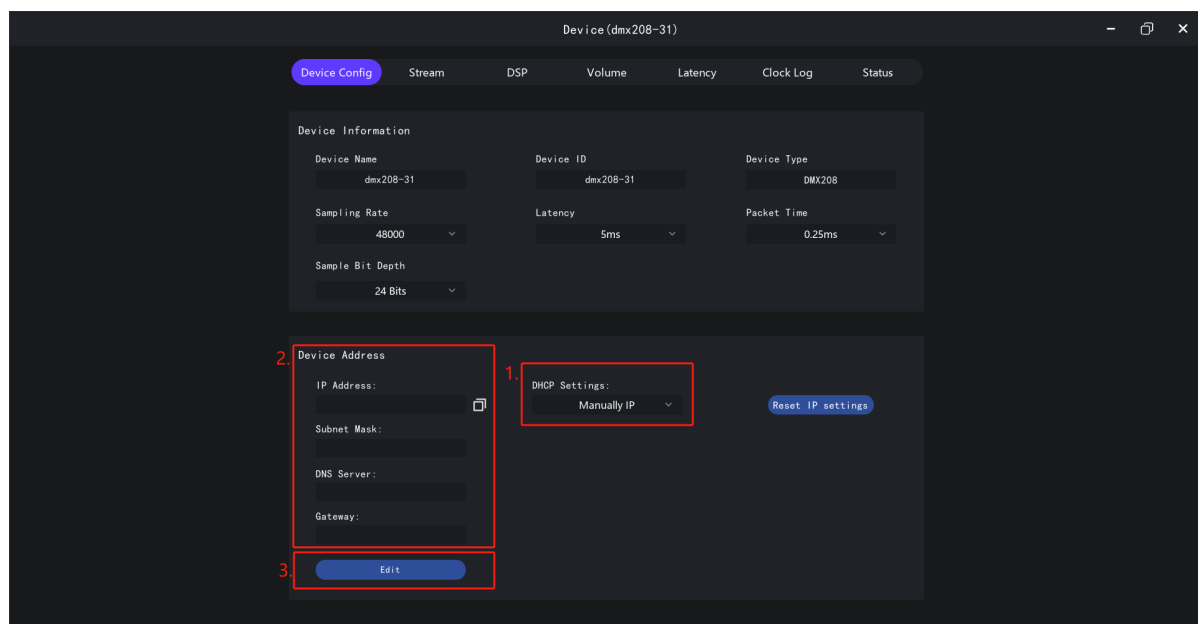 Device(dmx208-31)
Device Config Stream DSP Volume Latency Clock Log Status
Device Information
Device Name Device ID Device Type
dmx208-31 dmx208-31 DMX208
Sampling Rate Latency Packet Time
48000 5ms 0.25ms
Sample Bit Depth
24 Bits
2. Device Address
1.
IP Address: DHCP Settings:
Manually IP Reset IP settings
Subnet Mask:
DNS Server:
Gateway:
3. Edit